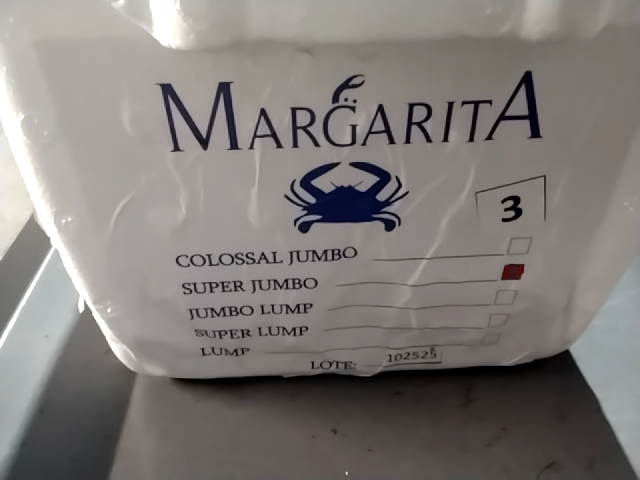 MARGARITA
3
COLOSSAL JUMBO
SUPER JUMBO
JUMBO LUMP
SUPER LUMP
LUMP
LOTE: 102525